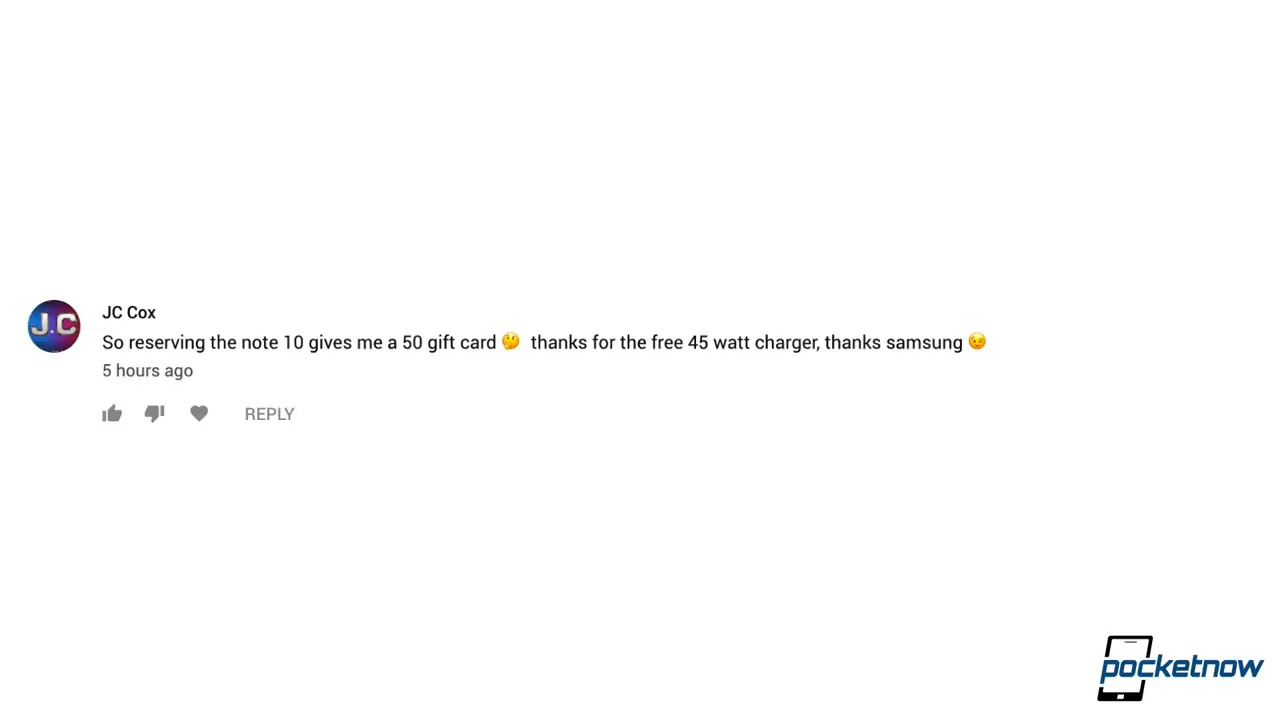 J.C
JC Cox
So reserving the note 10 gives me a 50 gift card 🤔 thanks for the free 45 watt charger, thanks samsung 😉
5 hours ago
REPLY
pocketnow